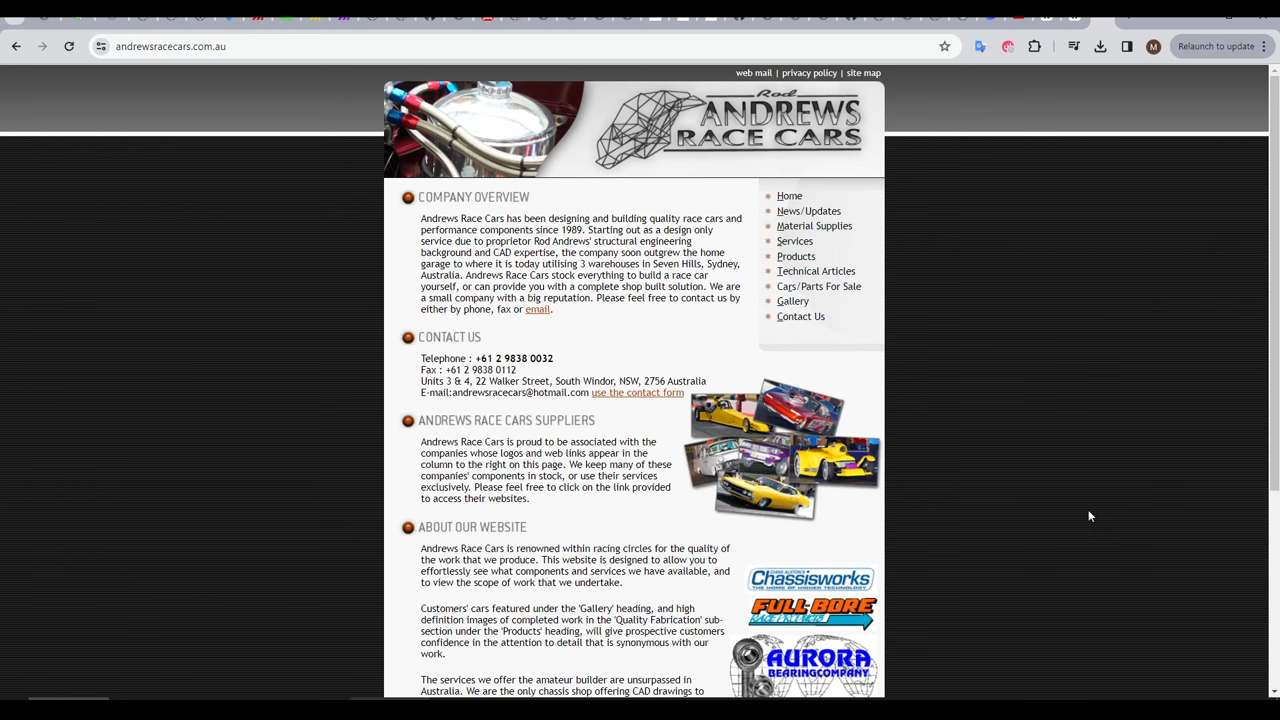 andrewsracecars.com.au
Relaunch to update
M
web mail | privacy policy | site map
Rod
ANDREWS
RACE CARS
COMPANY OVERVIEW
Andrews Race Cars has been designing and building quality race cars and
performance components since 1989. Starting out as a design only
service due to proprietor Rod Andrews' structural engineering
background and CAD expertise, the company soon outgrew the home
garage to where it is today utilising 3 warehouses in Seven Hills, Sydney,
Australia. Andrews Race Cars stock everything to build a race car
yourself, or can provide you with a complete shop built solution. We are
a small company with a big reputation. Please feel free to contact us by
either by phone, fax or email.
Home
News/Updates
Material Supplies
Services
Products
Technical Articles
Cars/Parts For Sale
Gallery
Contact Us
CONTACT US
Telephone : +61 2 9838 0032
Fax : +61 2 9838 0112
Units 3 & 4, 22 Walker Street, South Windor, NSW, 2756 Australia
E-mail:andrewsracecars@hotmail.com use the contact form
ANDREWS RACE CARS SUPPLIERS
Andrews Race Cars is proud to be associated with the
companies whose logos and web links appear in the
column to the right on this page. We keep many of these
companies' components in stock, or use their services
exclusively. Please feel free to click on the link provided
to access their websites.
ABOUT OUR WEBSITE
Andrews Race Cars is renowned within racing circles for the quality of
the work that we produce. This website is designed to allow you to
effortlessly see what components and services we have available, and
to view the scope of work that we undertake.
Customers' cars featured under the 'Gallery' heading, and high
definition images of completed work in the 'Quality Fabrication' sub-
section under the 'Products' heading, will give prospective customers
confidence in the attention to detail that is synonymous with our
work.
The services we offer the amateur builder are unsurpassed in
Australia. We are the only chassis shop offering CAD drawings to
CHRIS ALSTON'S
Chassisworks
THE HOME OF HIGHER TECHNOLOGY
FULL-BORE
RACE PRODUCTS
AURORA
BEARING COMPANY